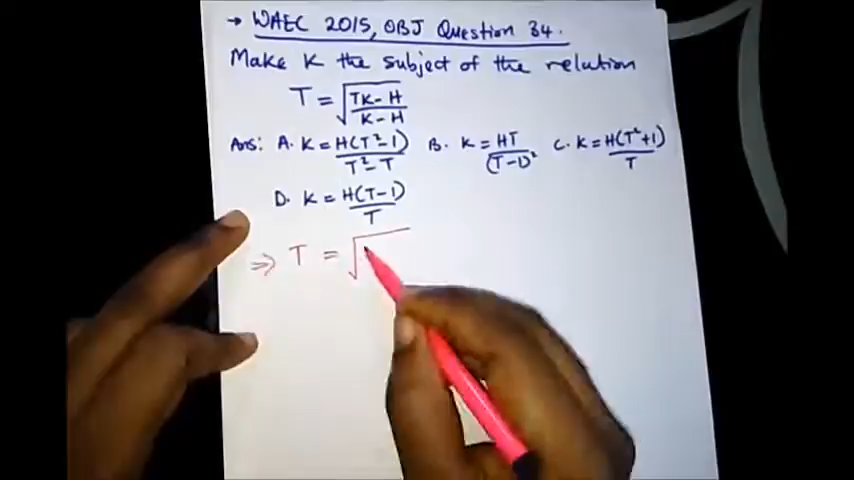 → WAEC 2015, OBJ Question 34.
Make K the subject of the relution
T = √((TK - H)/(K - H))
Ans: A. K = H(T² - 1)/(T² - T) B. K = HT/(T - 1)² C. K = H(T² + 1)/T
D. K = H(T - 1)/T
⇒ T = √